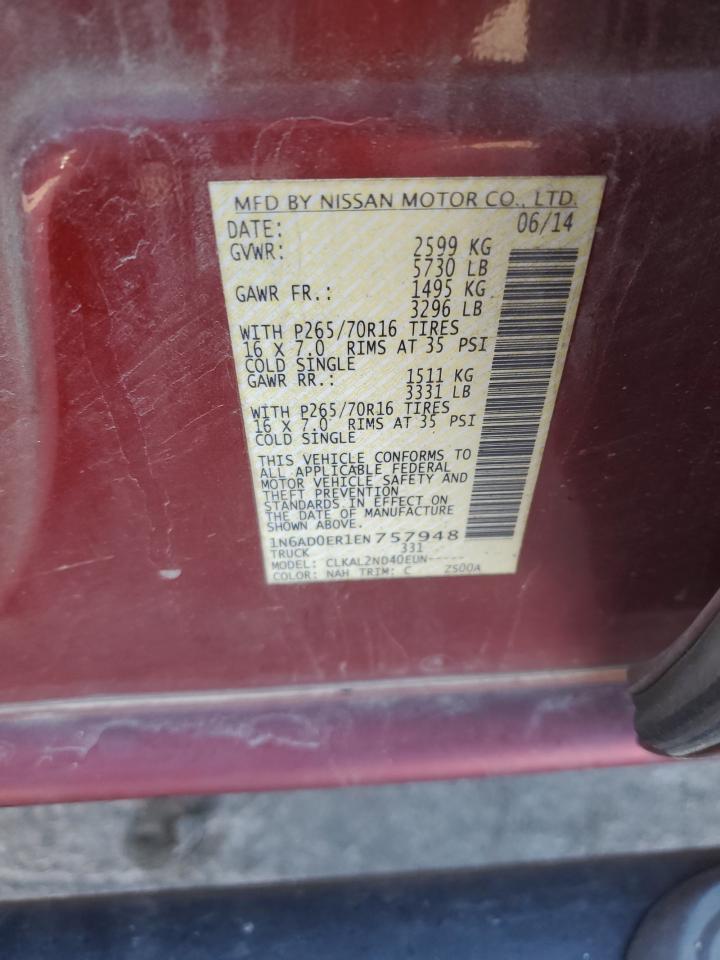 MFD BY NISSAN MOTOR CO., LTD.
DATE: 06/14
GVWR: 2599 KG
5730 LB
GAWR FR.: 1495 KG
3296 LB
WITH P265/70R16 TIRES
16 X 7.0 RIMS AT 35 PSI
COLD SINGLE
GAWR RR.: 1511 KG
3331 LB
WITH P265/70R16 TIRES
16 X 7.0 RIMS AT 35 PSI
COLD SINGLE
THIS VEHICLE CONFORMS TO
ALL APPLICABLE FEDERAL
MOTOR VEHICLE SAFETY AND
THEFT PREVENTION
STANDARDS IN EFFECT ON
THE DATE OF MANUFACTURE
SHOWN ABOVE.
1N6AD0ER1EN757948
TRUCK 331
MODEL: CLKAL2ND40EUN-----
COLOR: NAH TRIM: C ZS00A